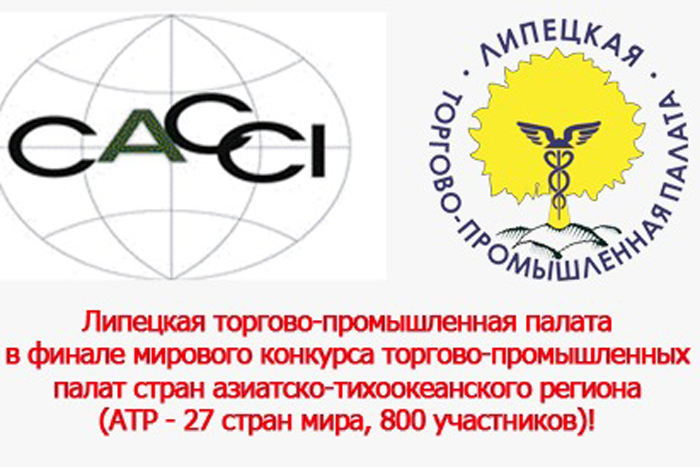 CACCI
· ЛИПЕЦКАЯ ·
ТОРГОВО-ПРОМЫШЛЕННАЯ ПАЛАТА
Липецкая торгово-промышленная палата
в финале мирового конкурса торгово-промышленных
палат стран азиатско-тихоокеанского региона
(АТР - 27 стран мира, 800 участников)!